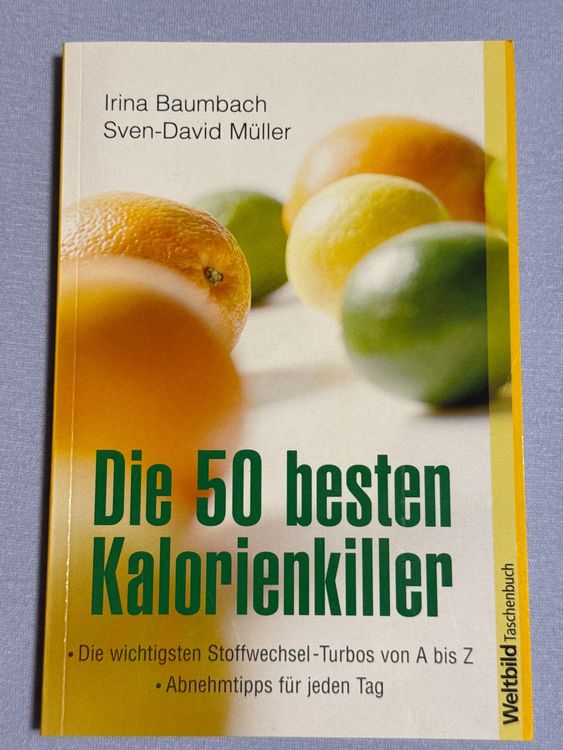 Irina Baumbach
Sven-David Müller
Die 50 besten
Kalorienkiller
• Die wichtigsten Stoffwechsel-Turbos von A bis Z
• Abnehmtipps für jeden Tag
Weltbild Taschenbuch